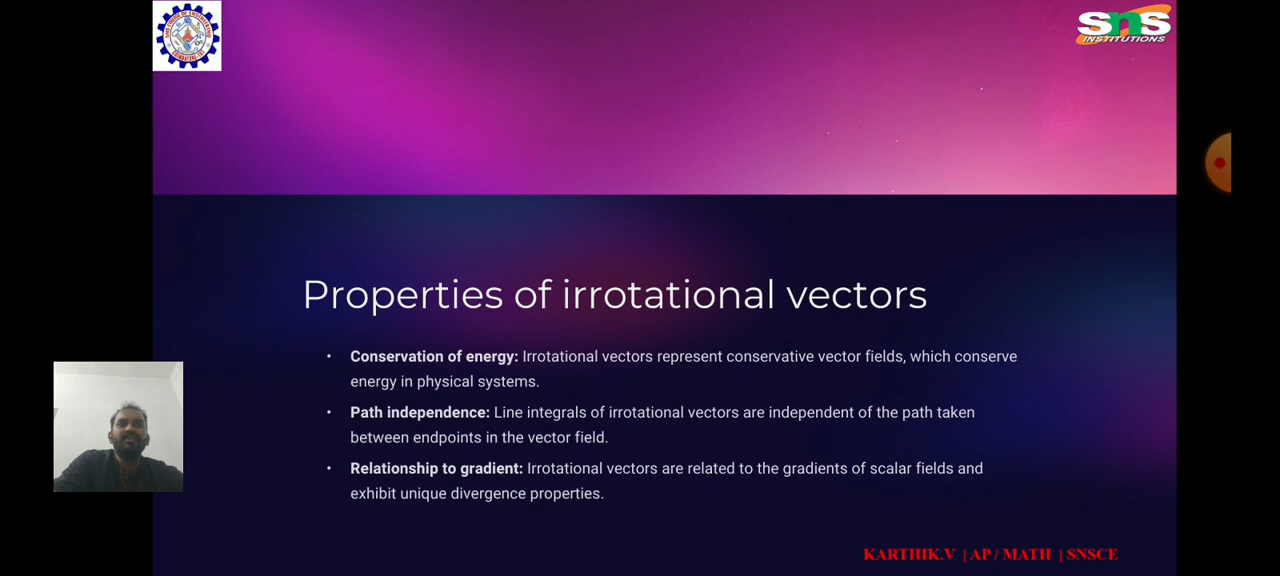 SNS
INSTITUTIONS
Properties of irrotational vectors
• Conservation of energy: Irrotational vectors represent conservative vector fields, which conserve
energy in physical systems.
• Path independence: Line integrals of irrotational vectors are independent of the path taken
between endpoints in the vector field.
• Relationship to gradient: Irrotational vectors are related to the gradients of scalar fields and
exhibit unique divergence properties.
KARTHIK.V | AP / MATH | SNSCE